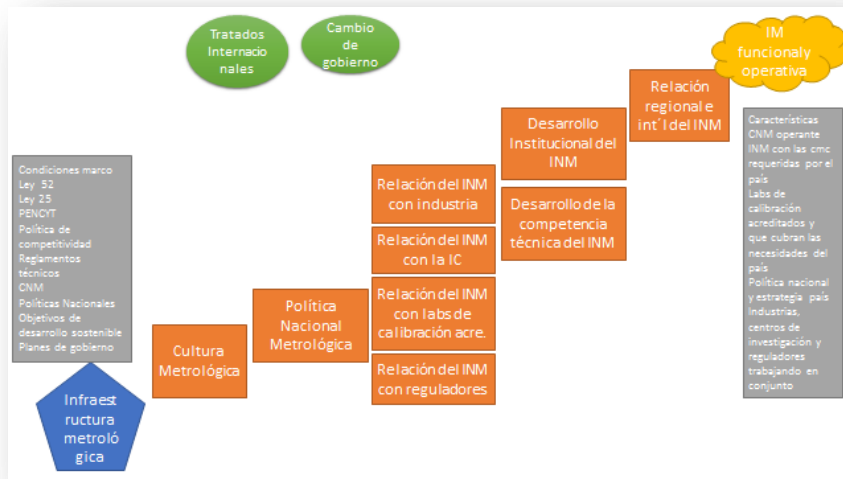 Tratados
Internacio
nales
Cambio
de
gobierno
IM
funcional y
operativa
Relación
regional e
int´l del INM
Desarrollo
Institucional del
INM
Desarrollo de la
competencia
técnica del INM
Relación del INM
con industria
Relación del INM
con la IC
Relación del INM
con labs de
calibración acre.
Relación del INM
con reguladores
Política
Nacional
Metrológica
Cultura
Metrológica
Condiciones marco
Ley 52
Ley 25
PENCYT
Política de
competitividad
Reglamentos
técnicos
CNM
Políticas Nacionales
Objetivos de
desarrollo sostenible
Planes de gobierno
Infraest
ructura
metroló
gica
Características
CNM operante
INM con las cmc
requeridas por el
país
Labs de
calibración
acreditados y
que cubran las
necesidades del
país
Política nacional
y estrategia país
Industrias,
centros de
investigación y
reguladores
trabajando en
conjunto